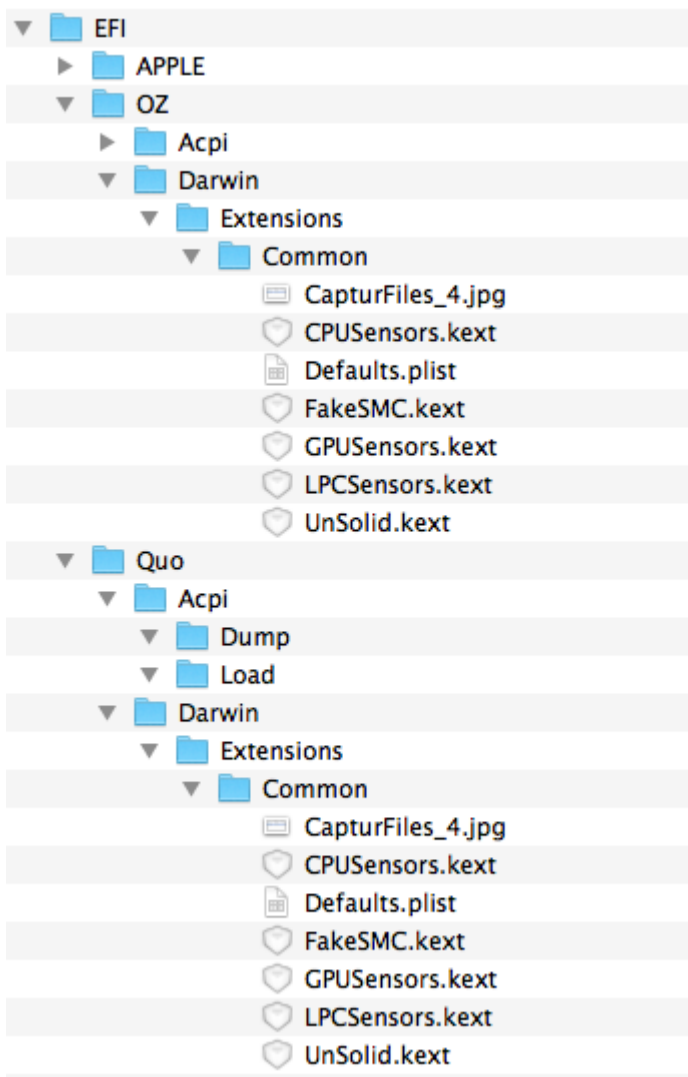 EFI
APPLE
OZ
Acpi
Darwin
Extensions
Common
CapturFiles_4.jpg
CPUSensors.kext
Defaults.plist
FakeSMC.kext
GPUSensors.kext
LPCSensors.kext
UnSolid.kext
Quo
Acpi
Dump
Load
Darwin
Extensions
Common
CapturFiles_4.jpg
CPUSensors.kext
Defaults.plist
FakeSMC.kext
GPUSensors.kext
LPCSensors.kext
UnSolid.kext